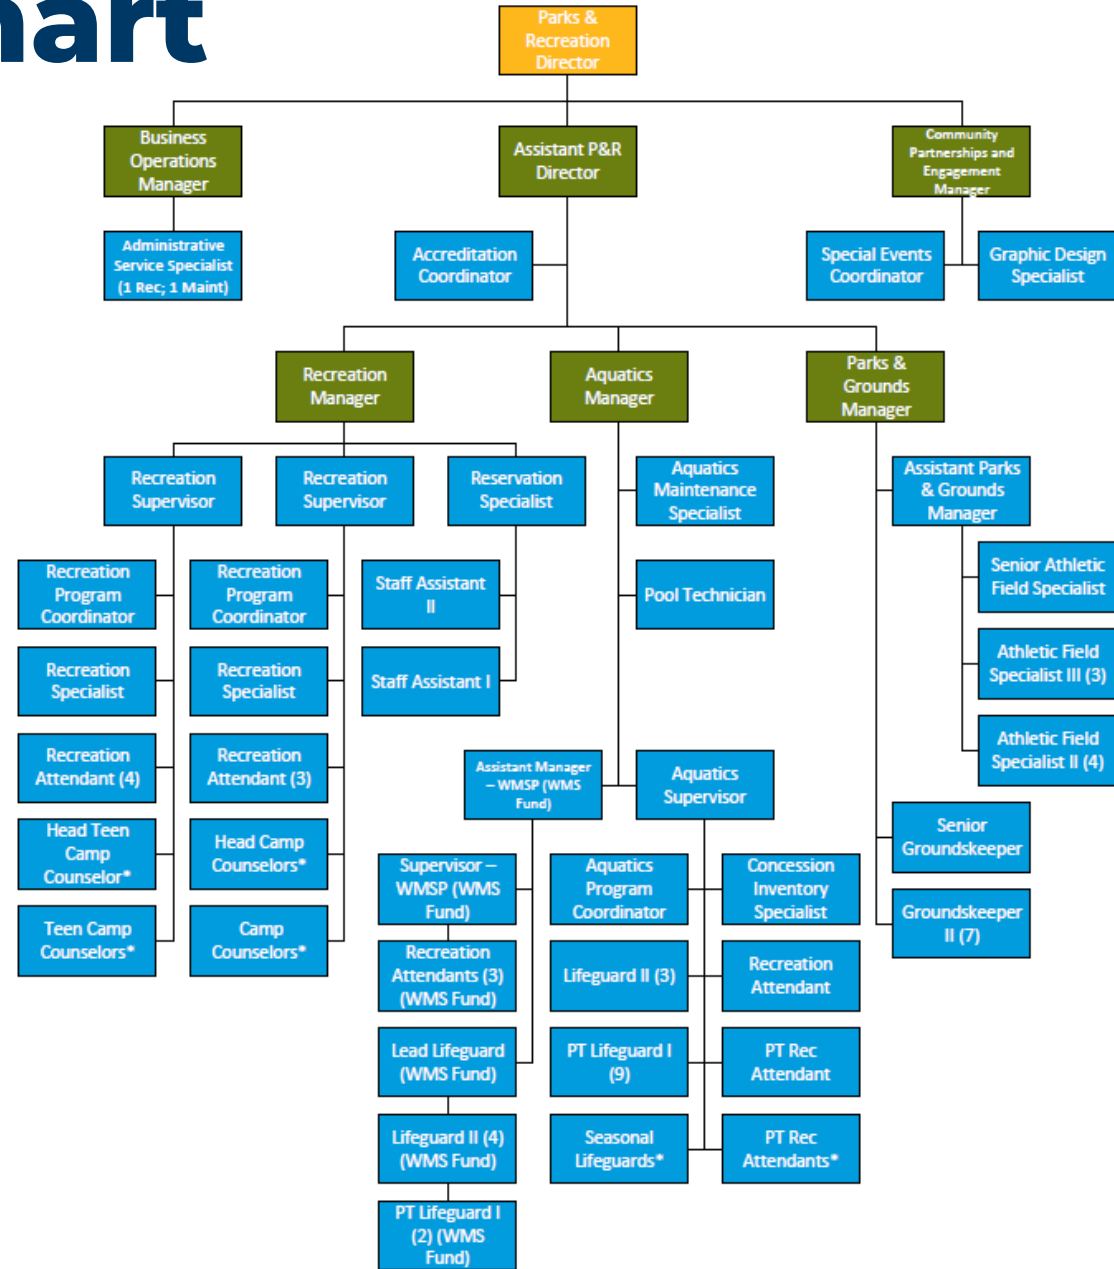 hart
Parks &
Recreation
Director
Business
Operations
Manager
Assistant P&R
Director
Community
Partnerships and
Engagement
Manager
Administrative
Service Specialist
(1 Rec; 1 Maint)
Accreditation
Coordinator
Special Events
Coordinator
Graphic Design
Specialist
Recreation
Manager
Aquatics
Manager
Parks &
Grounds
Manager
Recreation
Supervisor
Recreation
Supervisor
Reservation
Specialist
Aquatics
Maintenance
Specialist
Assistant Parks
& Grounds
Manager
Recreation
Program
Coordinator
Recreation
Program
Coordinator
Staff Assistant
II
Pool Technician
Senior Athletic
Field Specialist
Recreation
Specialist
Recreation
Specialist
Staff Assistant I
Athletic Field
Specialist III (3)
Recreation
Attendant (4)
Recreation
Attendant (3)
Assistant Manager
– WMSP (WMS
Fund)
Aquatics
Supervisor
Athletic Field
Specialist II (4)
Head Teen
Camp
Counselor*
Head Camp
Counselors*
Senior
Groundskeeper
Supervisor –
WMSP (WMS
Fund)
Aquatics
Program
Coordinator
Concession
Inventory
Specialist
Teen Camp
Counselors*
Camp
Counselors*
Groundskeeper
II (7)
Recreation
Attendants (3)
(WMS Fund)
Lifeguard II (3)
Recreation
Attendant
Lead Lifeguard
(WMS Fund)
PT Lifeguard I
(9)
PT Rec
Attendant
Lifeguard II (4)
(WMS Fund)
Seasonal
Lifeguards*
PT Rec
Attendants*
PT Lifeguard I
(2) (WMS
Fund)